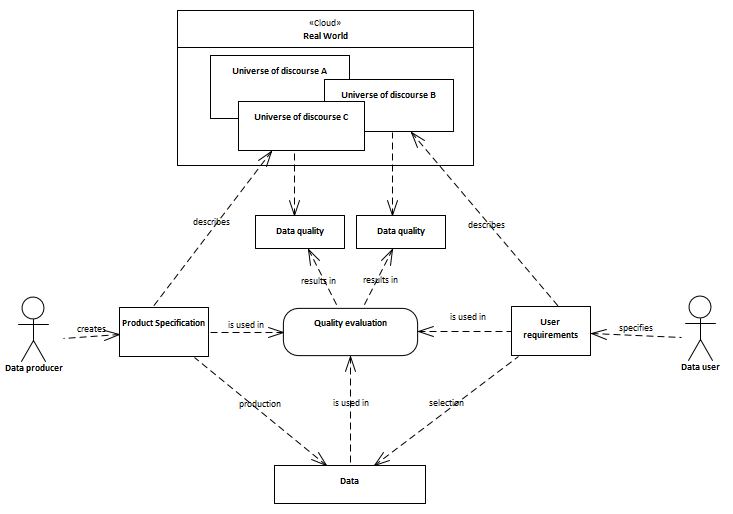 «Cloud»
Real World
Universe of discourse A
Universe of discourse B
Universe of discourse C
describes
describes
Data quality
Data quality
results in
results in
creates
Product Specification
is used in
Quality evaluation
is used in
User
requirements
specifies
Data producer
Data user
production
is used in
selection
Data